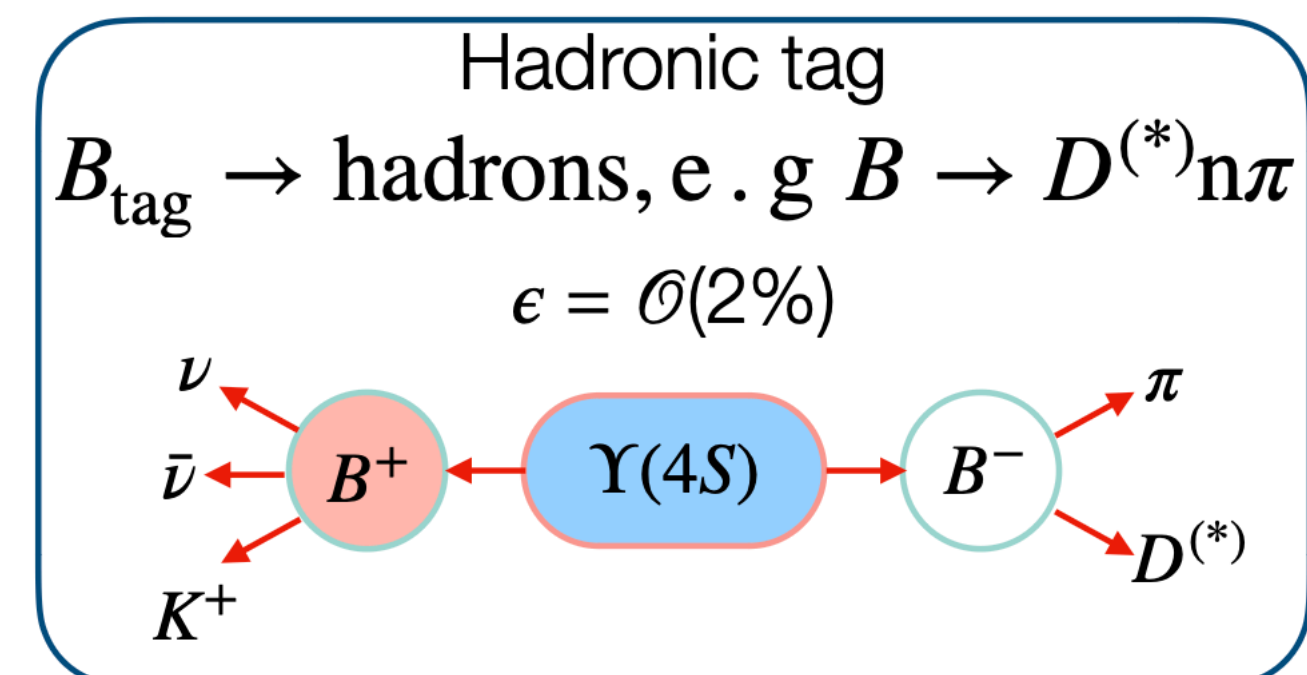 Hadronic tag
B_tag → hadrons, e . g B → D^(*)nπ
ϵ = 𝒪(2%)
ν
π
ν̄
B⁺
Υ(4S)
B⁻
D^(*)
K⁺